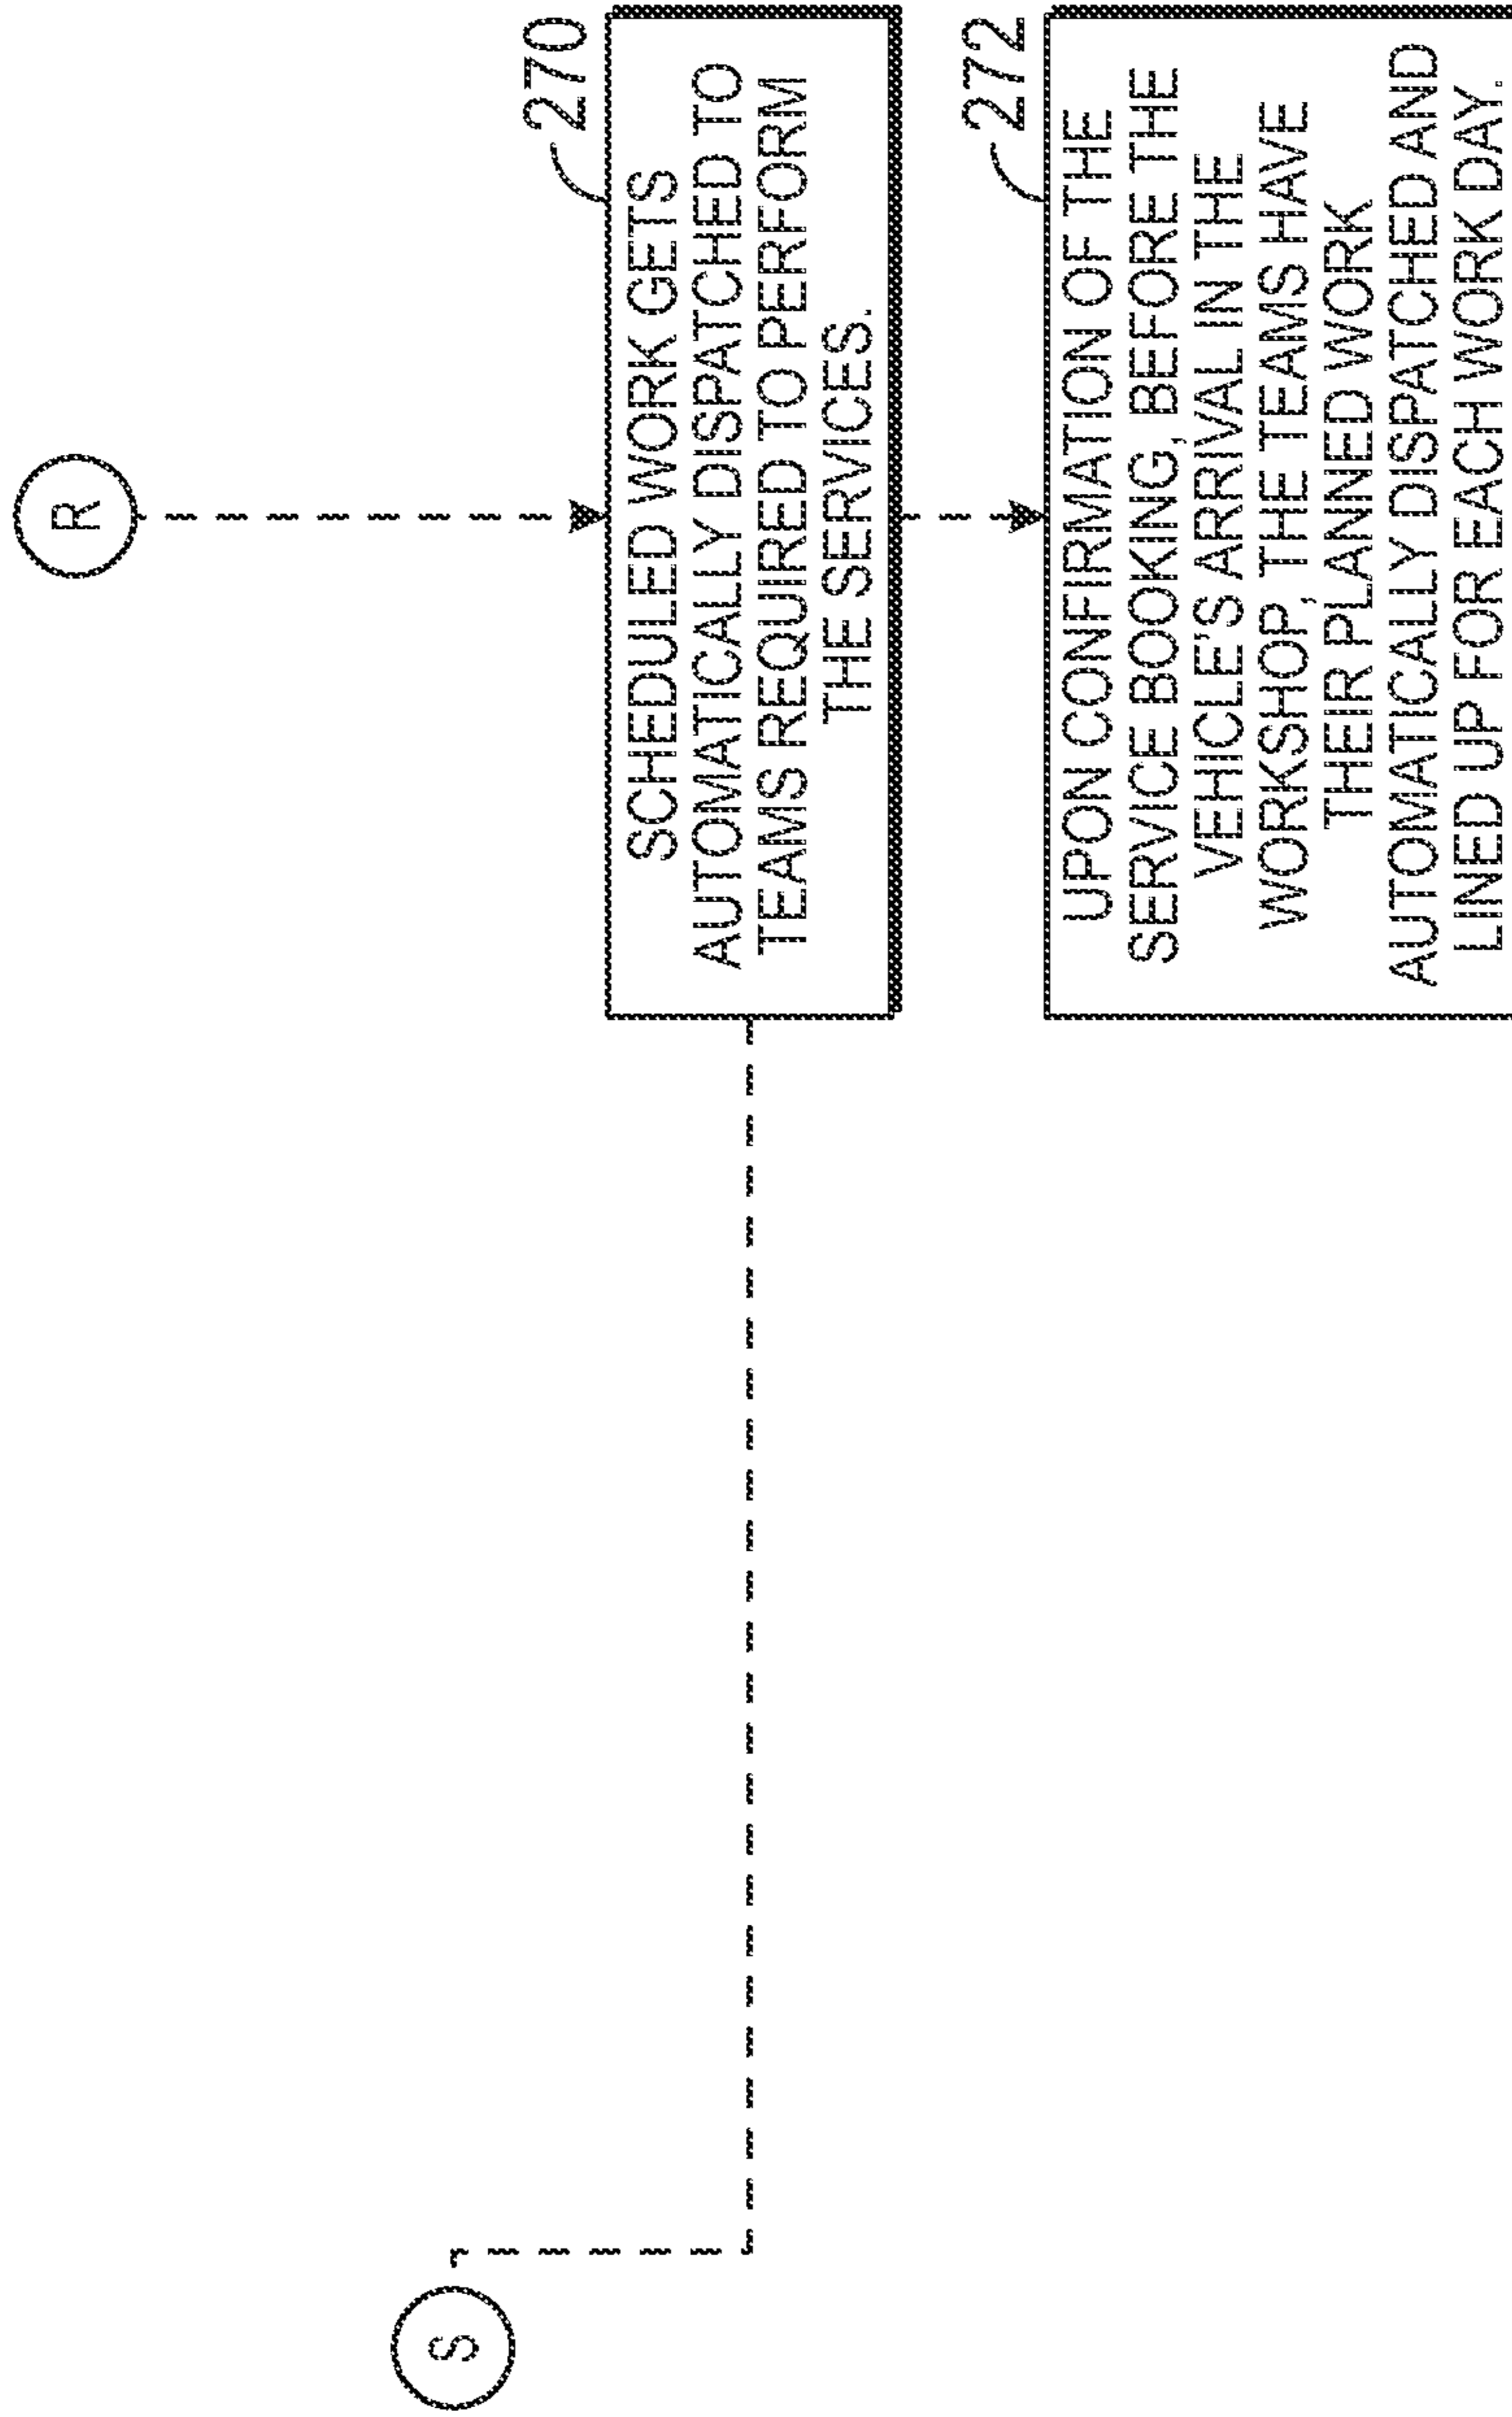 R
270
SCHEDULED WORK GETS
AUTOMATICALLY DISPATCHED TO
TEAMS REQUIRED TO PERFORM
THE SERVICES.
S
272
UPON CONFIRMATION OF THE
SERVICE BOOKING, BEFORE THE
VEHICLE'S ARRIVAL IN THE
WORKSHOP, THE TEAMS HAVE
THEIR PLANNED WORK
AUTOMATICALLY DISPATCHED AND
LINED UP FOR EACH WORK DAY.